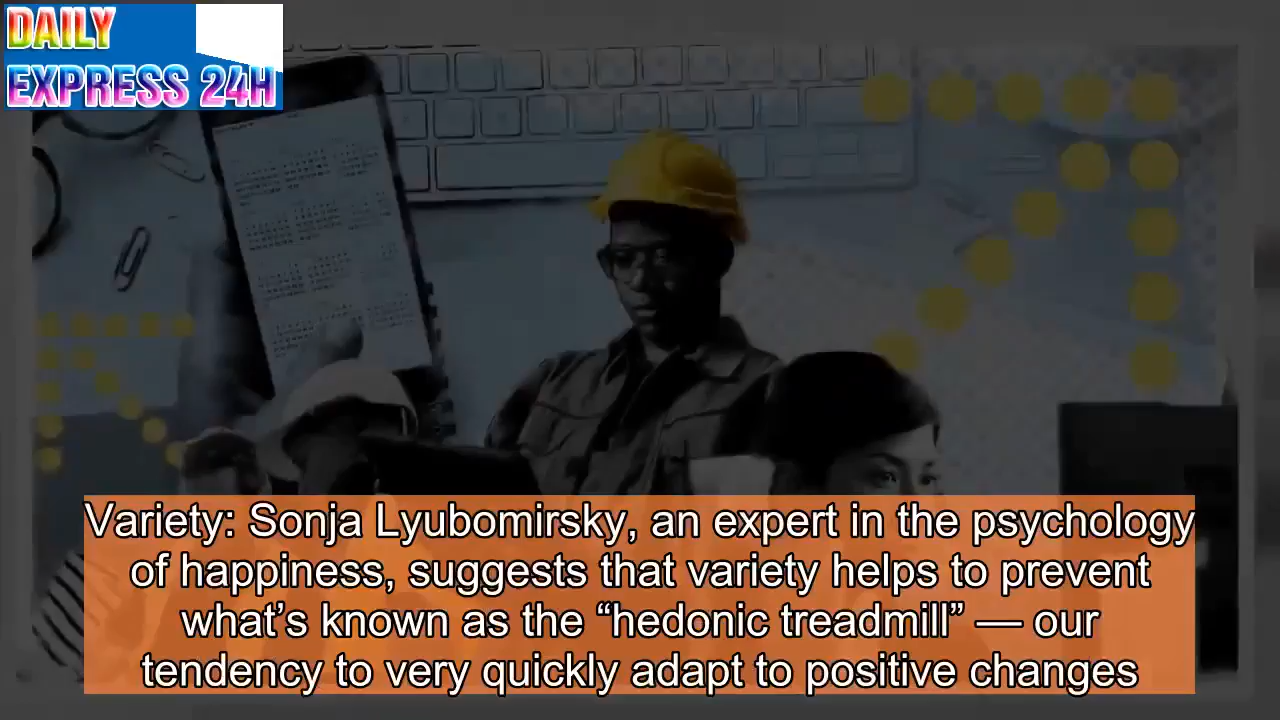 DAILY
EXPRESS 24H
Variety: Sonja Lyubomirsky, an expert in the psychology
of happiness, suggests that variety helps to prevent
what’s known as the “hedonic treadmill” — our
tendency to very quickly adapt to positive changes